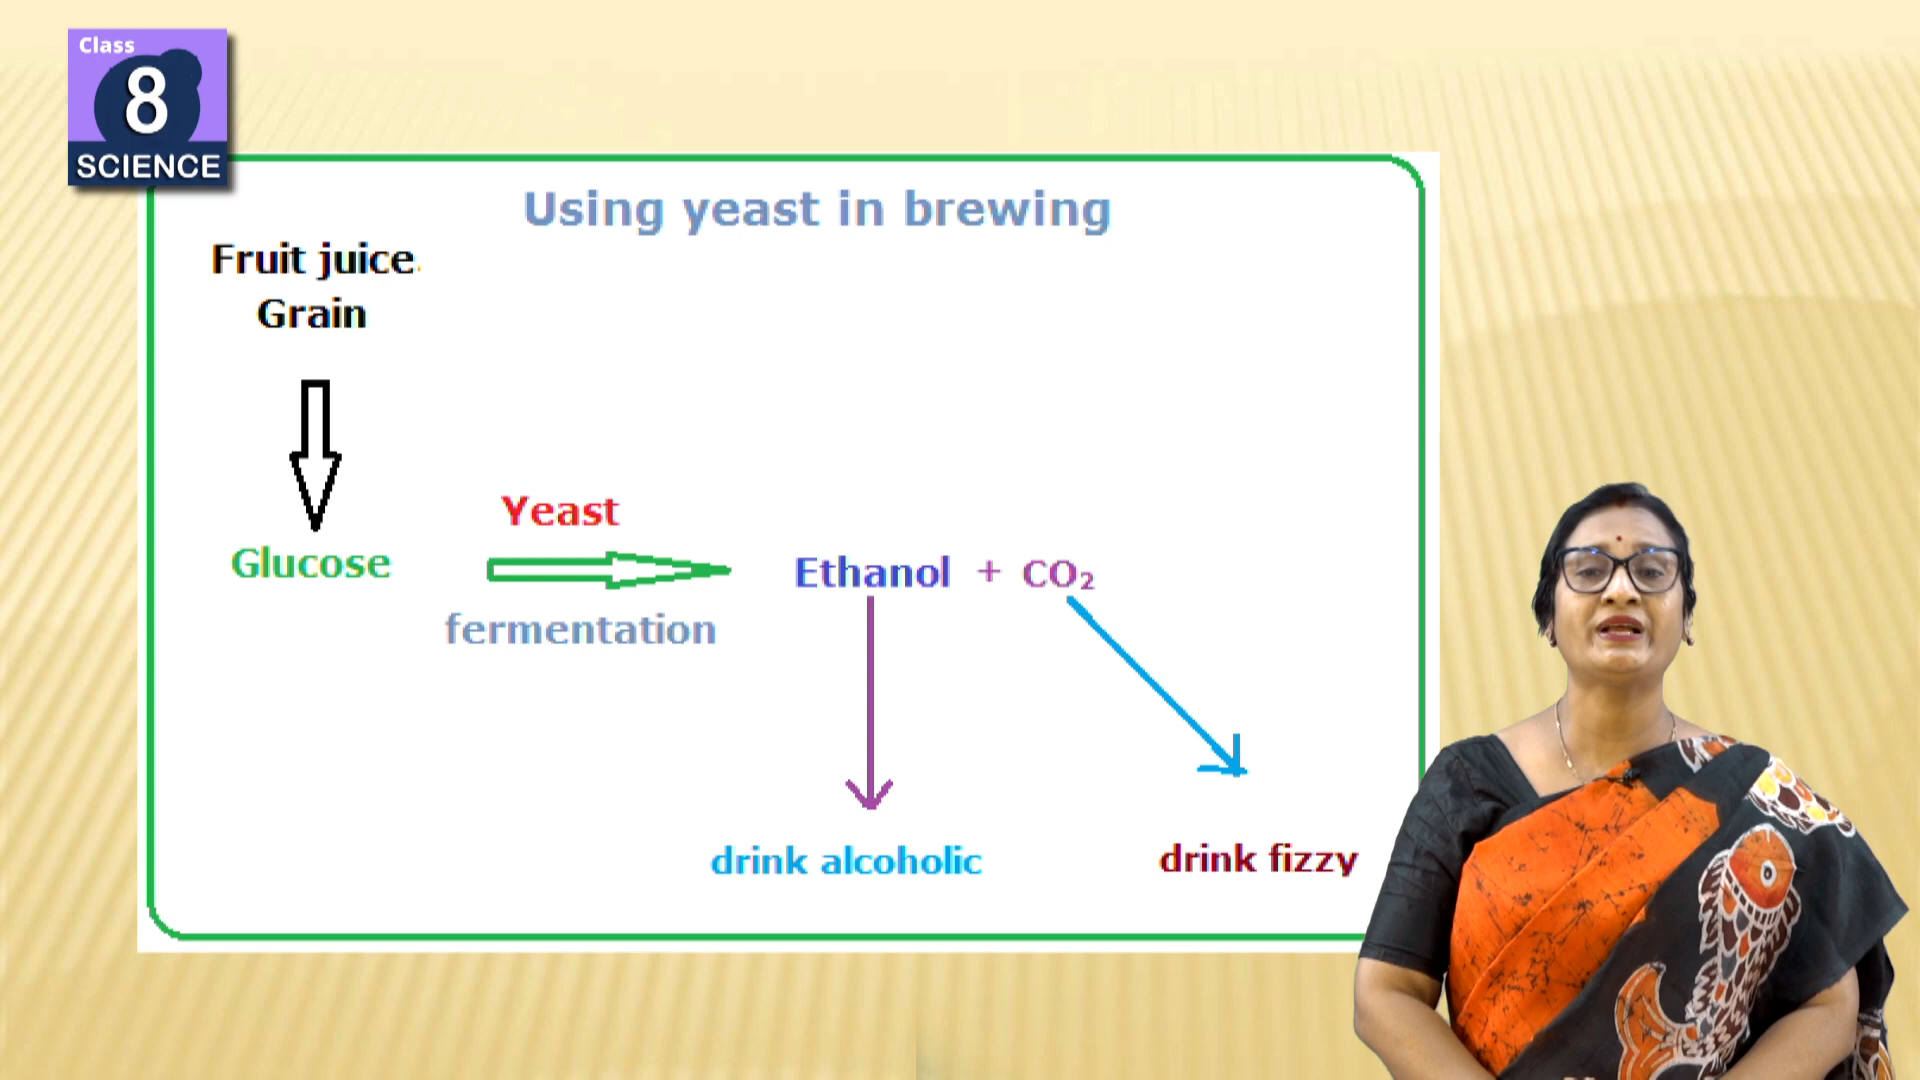 Class
8
SCIENCE
Using yeast in brewing
Fruit juice
Grain
Yeast
Glucose
Ethanol + CO₂
fermentation
drink alcoholic
drink fizzy